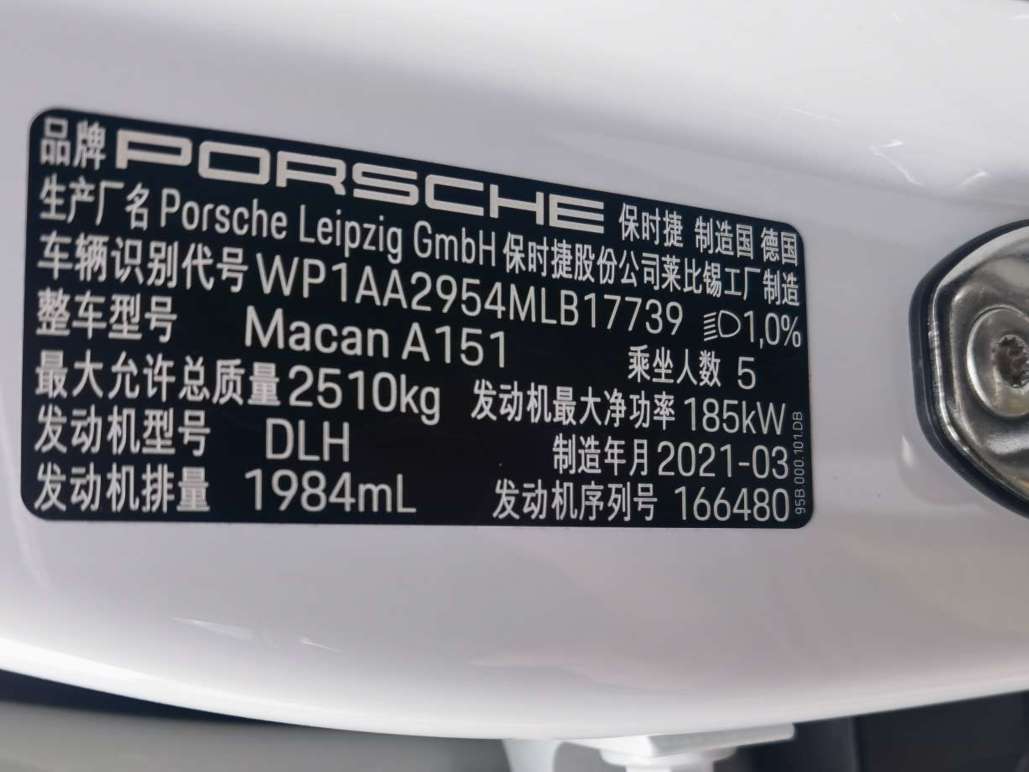 品牌 PORSCHE 保时捷 制造国 德国
生产厂名 Porsche Leipzig GmbH 保时捷股份公司莱比锡工厂制造
车辆识别代号 WP1AA2954MLB17739 1,0%
整车型号 Macan A151 乘坐人数 5
最大允许总质量 2510kg 发动机最大净功率 185kW
发动机型号 DLH 制造年月 2021-03
发动机排量 1984mL 发动机序列号 166480
95B.000.101.DB